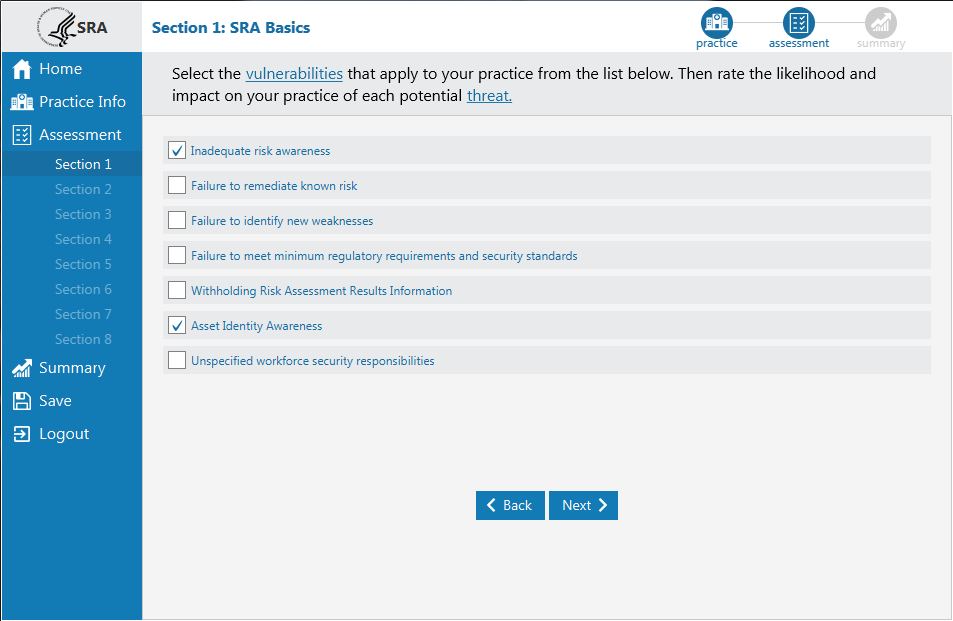 SRA
Section 1: SRA Basics
practice
assessment
summary
Home
Practice Info
Assessment
Section 1
Section 2
Section 3
Section 4
Section 5
Section 6
Section 7
Section 8
Summary
Save
Logout
Select the vulnerabilities that apply to your practice from the list below. Then rate the likelihood and
impact on your practice of each potential threat.
Inadequate risk awareness
Failure to remediate known risk
Failure to identify new weaknesses
Failure to meet minimum regulatory requirements and security standards
Withholding Risk Assessment Results Information
Asset Identity Awareness
Unspecified workforce security responsibilities
Back
Next